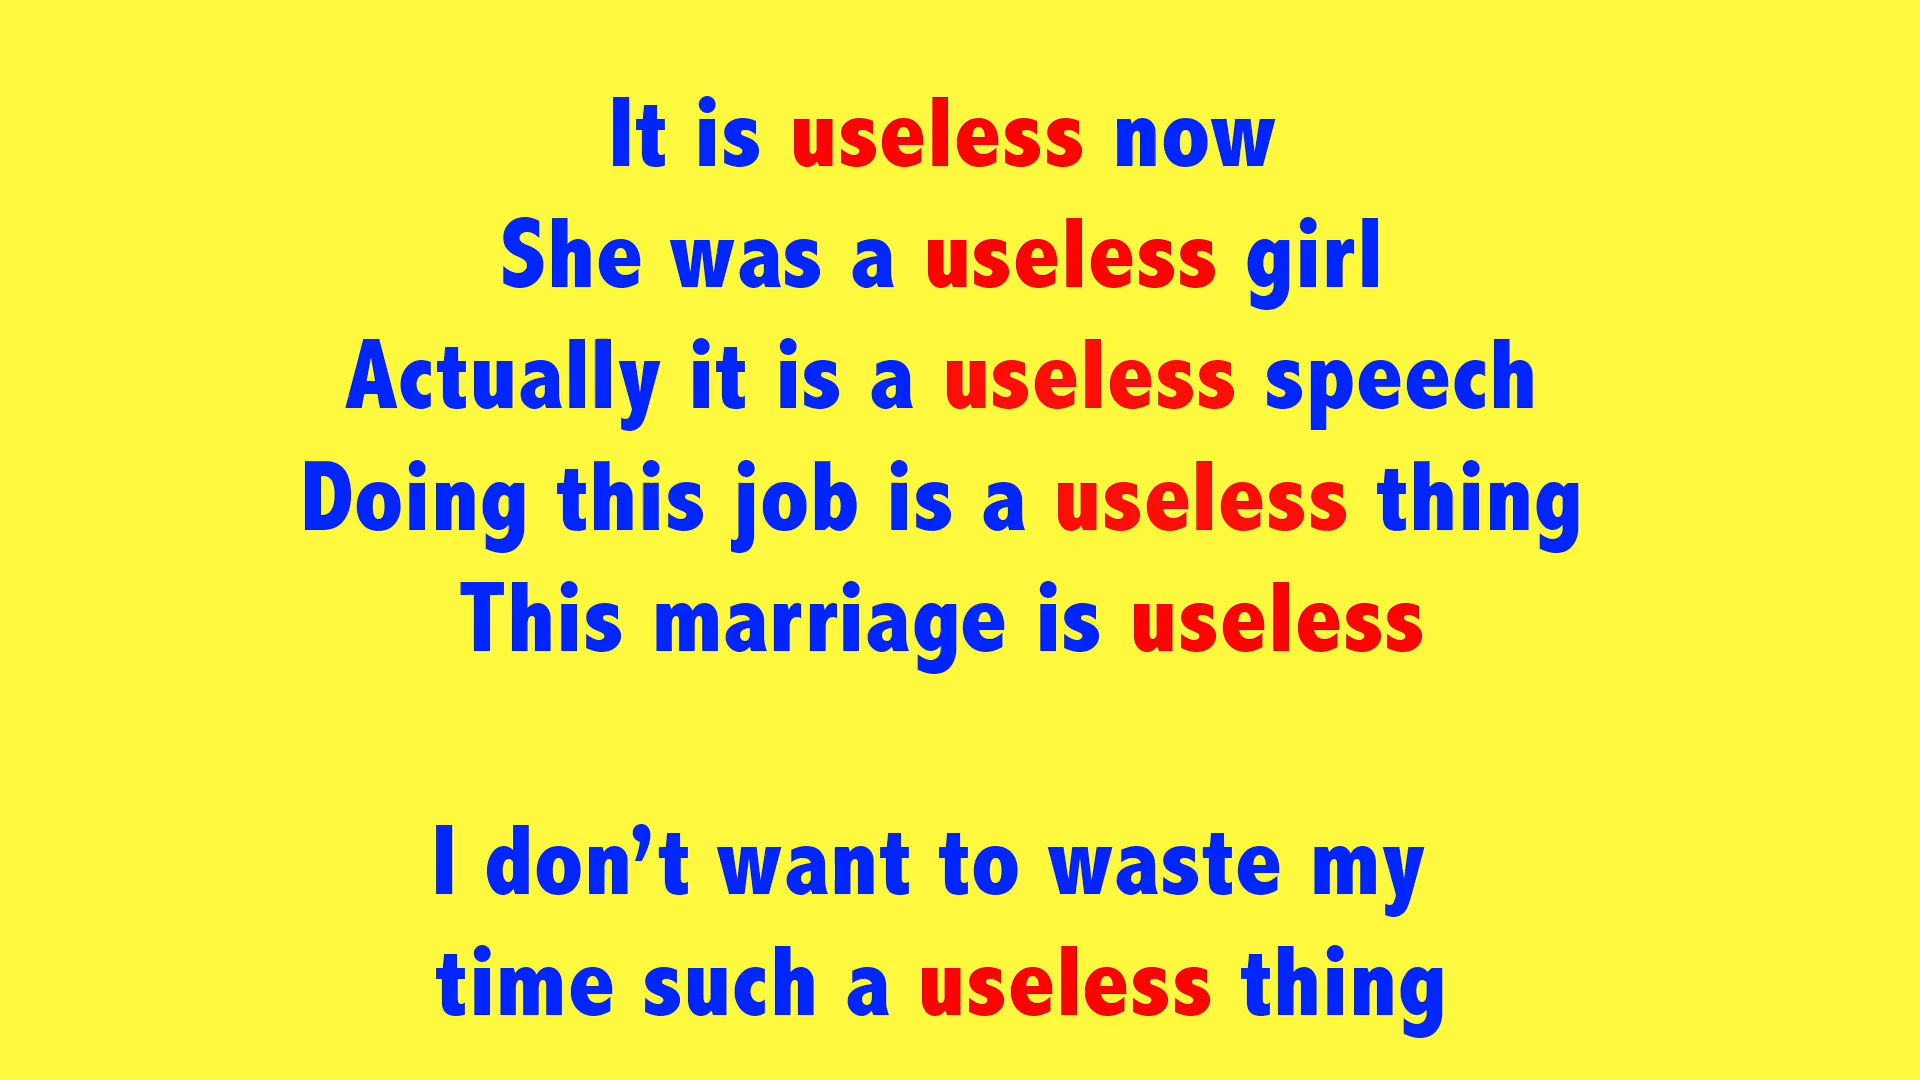 It is useless now
She was a useless girl
Actually it is a useless speech
Doing this job is a useless thing
This marriage is useless
I don’t want to waste my
time such a useless thing